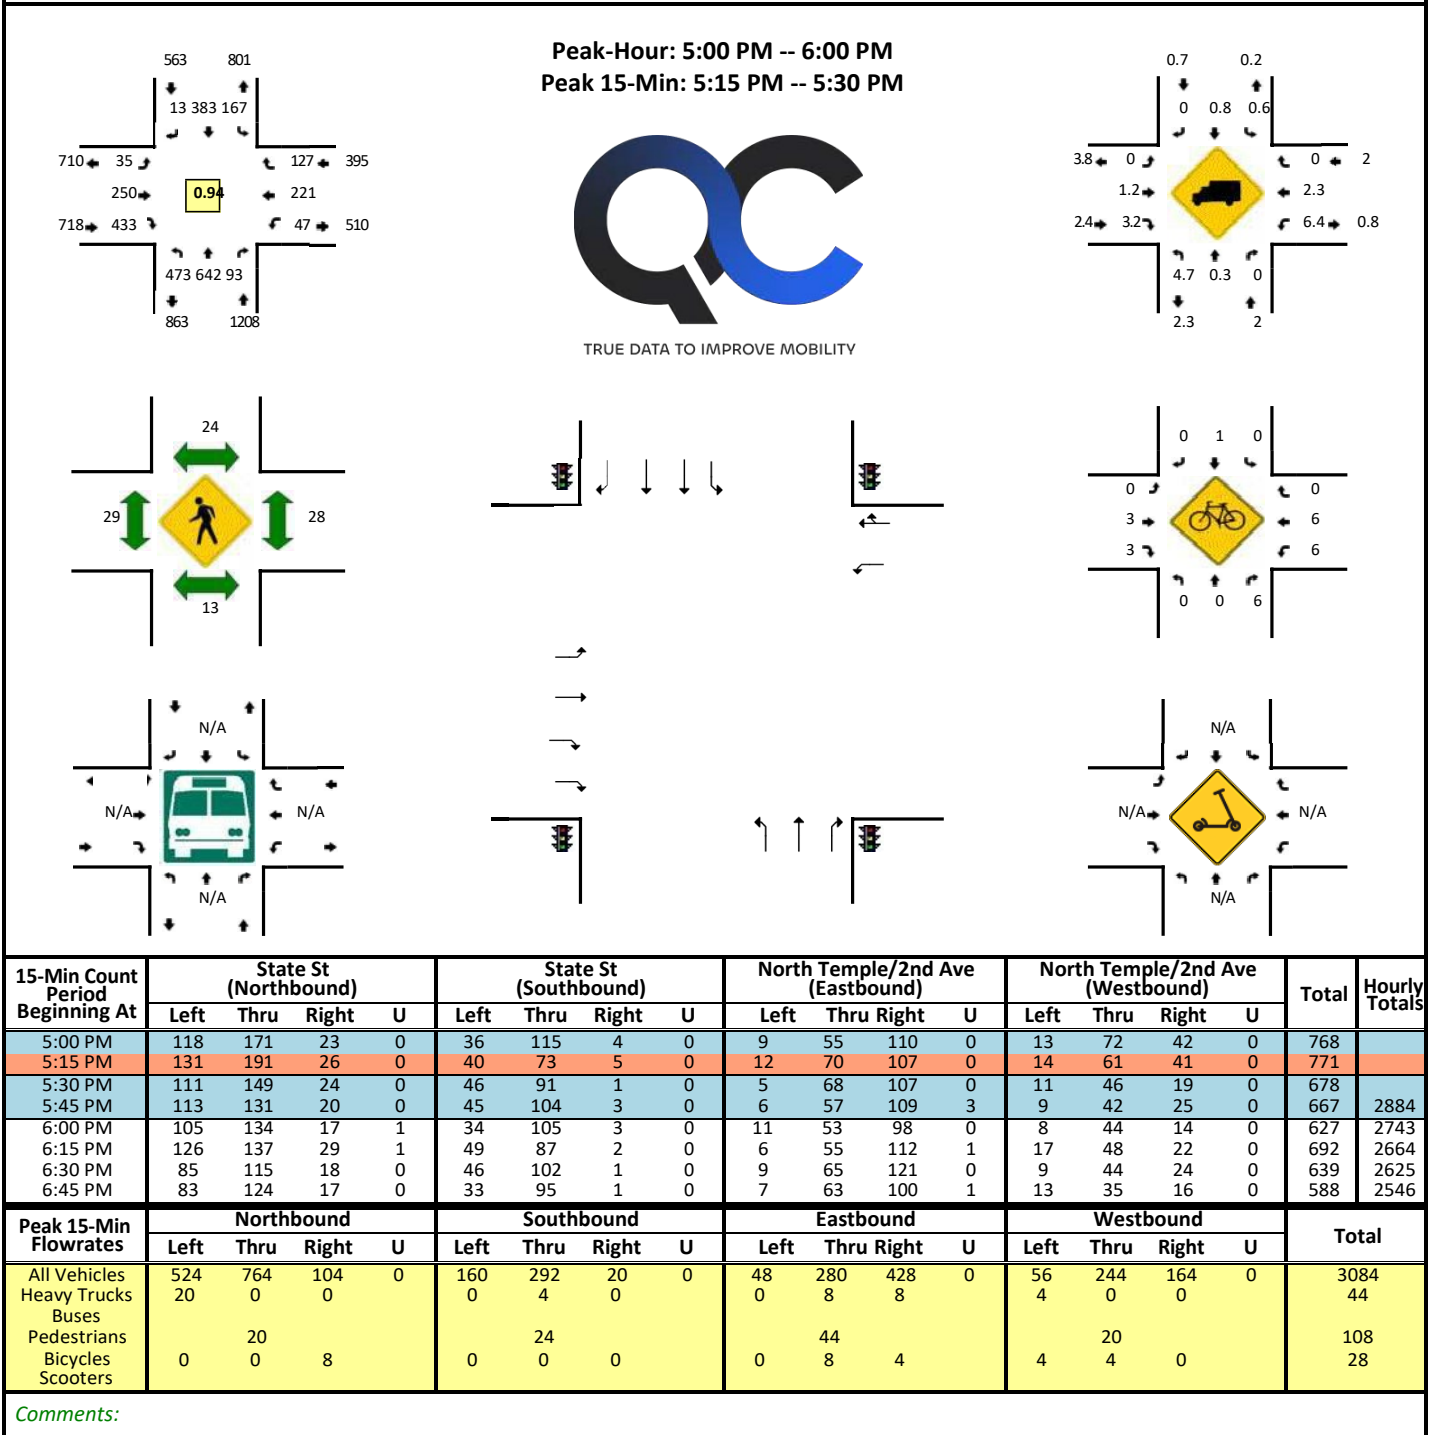 Peak-Hour: 5:00 PM -- 6:00 PM
Peak 15-Min: 5:15 PM -- 5:30 PM
563 801
13 383 167
710 35 127 395
250 0.94 221
718 433 47 510
473 642 93
863 1208
QC
TRUE DATA TO IMPROVE MOBILITY
0.7 0.2
0 0.8 0.6
3.8 0 0 2
1.2 2.3
2.4 3.2 6.4 0.8
4.7 0.3 0
2.3 2
24
29 28
13
0 1 0
0 0
3 6
3 6
0 0 6
N/A
N/A N/A
N/A
N/A
N/A N/A
N/A
15-Min Count Period Beginning At
State St (Northbound)
State St (Southbound)
North Temple/2nd Ave (Eastbound)
North Temple/2nd Ave (Westbound)
Total
Hourly Totals
Left Thru Right U Left Thru Right U Left Thru Right U Left Thru Right U
5:00 PM 118 171 23 0 36 115 4 0 9 55 110 0 13 72 42 0 768
5:15 PM 131 191 26 0 40 73 5 0 12 70 107 0 14 61 41 0 771
5:30 PM 111 149 24 0 46 91 1 0 5 68 107 0 11 46 19 0 678
5:45 PM 113 131 20 0 45 104 3 0 6 57 109 3 9 42 25 0 667 2884
6:00 PM 105 134 17 1 34 105 3 0 11 53 98 0 8 44 14 0 627 2743
6:15 PM 126 137 29 1 49 87 2 0 6 55 112 1 17 48 22 0 692 2664
6:30 PM 85 115 18 0 46 102 1 0 9 65 121 0 9 44 24 0 639 2625
6:45 PM 83 124 17 0 33 95 1 0 7 63 100 1 13 35 16 0 588 2546
Peak 15-Min Flowrates
Northbound Southbound Eastbound Westbound
Total
Left Thru Right U Left Thru Right U Left Thru Right U Left Thru Right U
All Vehicles 524 764 104 0 160 292 20 0 48 280 428 0 56 244 164 0 3084
Heavy Trucks 20 0 0 0 4 0 0 8 8 4 0 0 44
Buses
Pedestrians 20 24 44 20 108
Bicycles 0 0 8 0 0 0 0 8 4 4 4 0 28
Scooters
Comments: